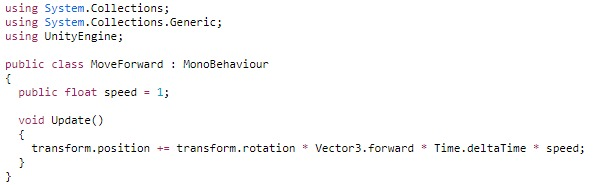 using System.Collections;
using System.Collections.Generic;
using UnityEngine;

public class MoveForward : MonoBehaviour
{
  public float speed = 1;

  void Update()
  {
    transform.position += transform.rotation * Vector3.forward * Time.deltaTime * speed;
  }
}